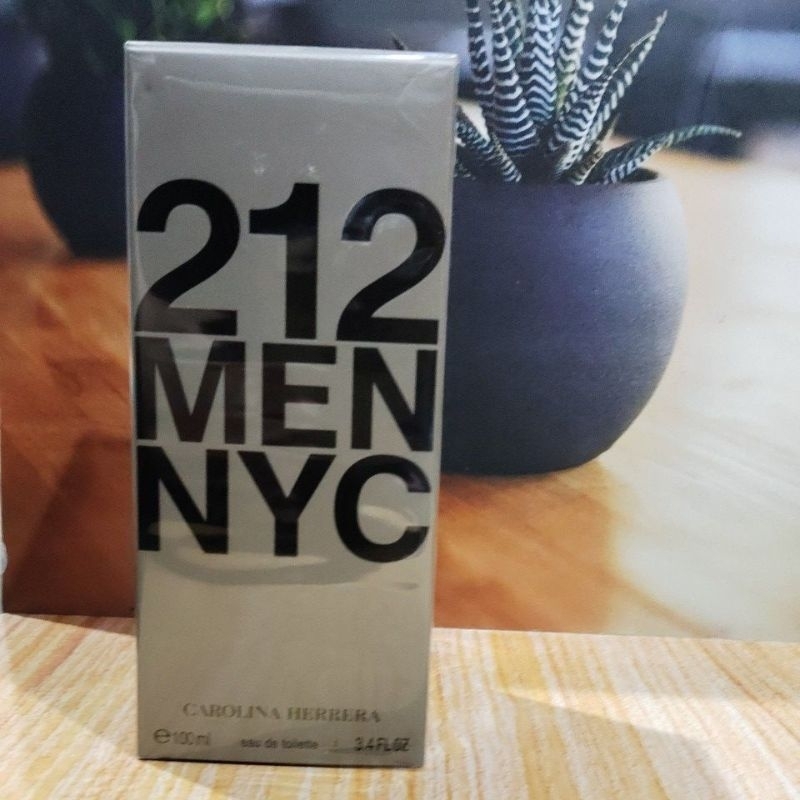 212
MEN
NYC
CAROLINA HERRERA
℮100 ml eau de toilette 3.4 FL OZ